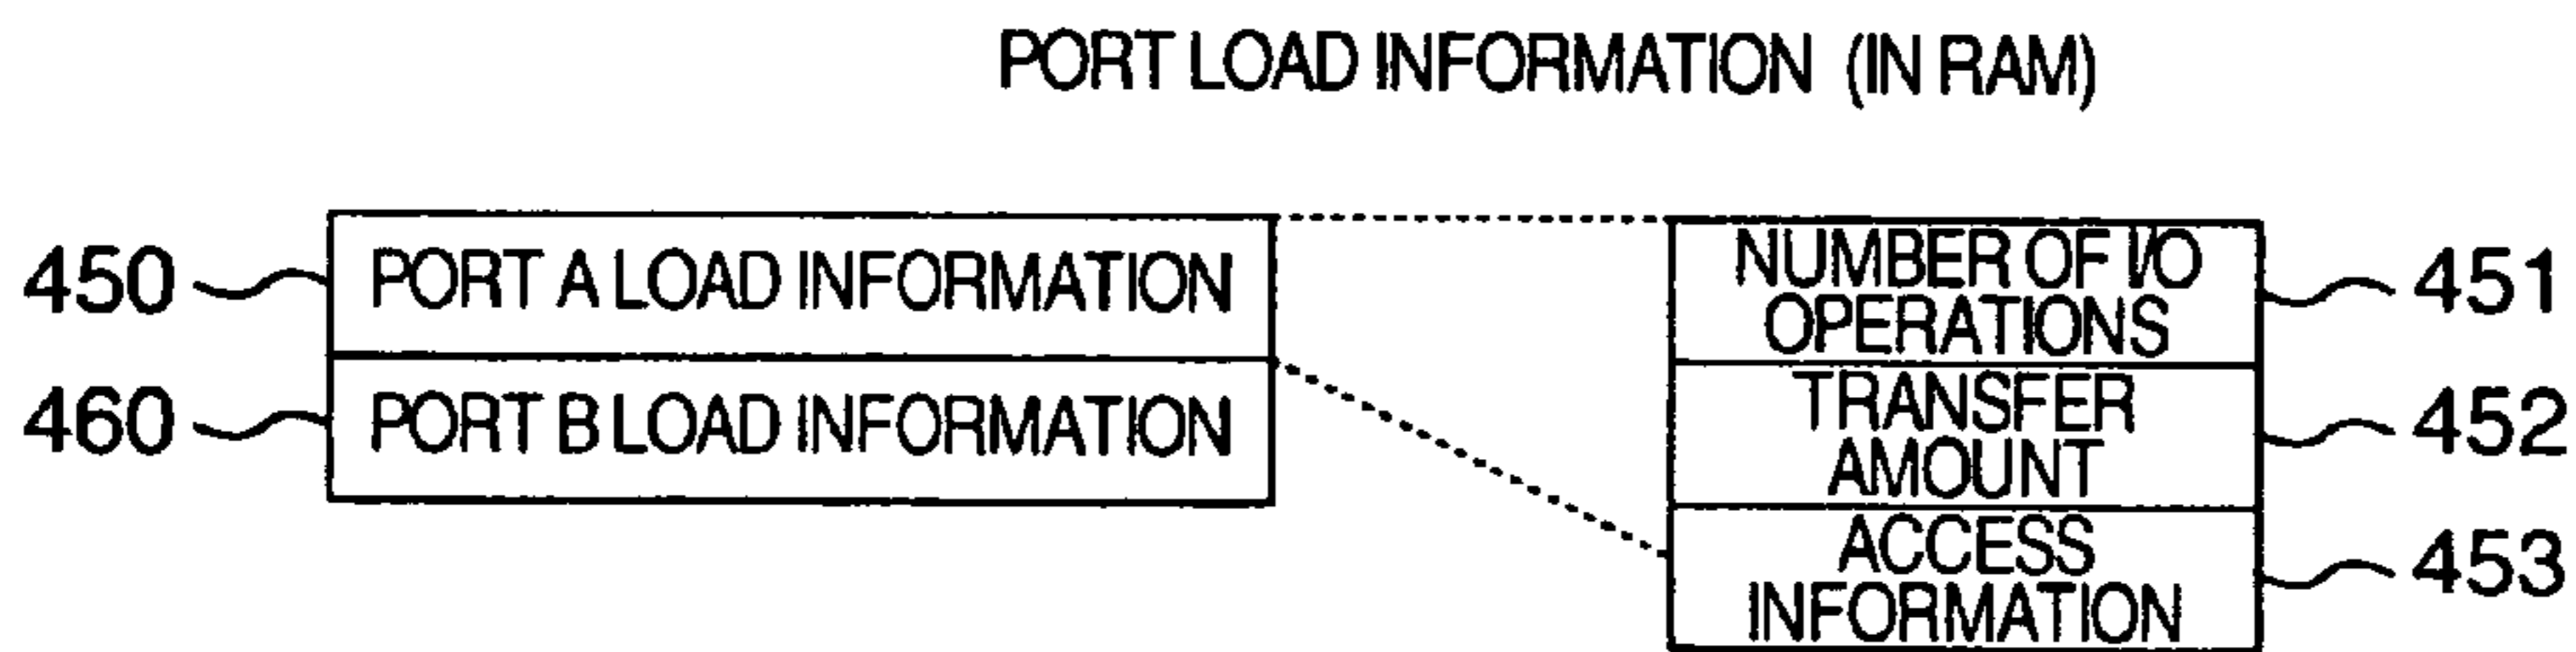 PORT LOAD INFORMATION (IN RAM)
450 PORT A LOAD INFORMATION
460 PORT B LOAD INFORMATION
NUMBER OF I/O
OPERATIONS
451
TRANSFER
AMOUNT
452
ACCESS
INFORMATION
453